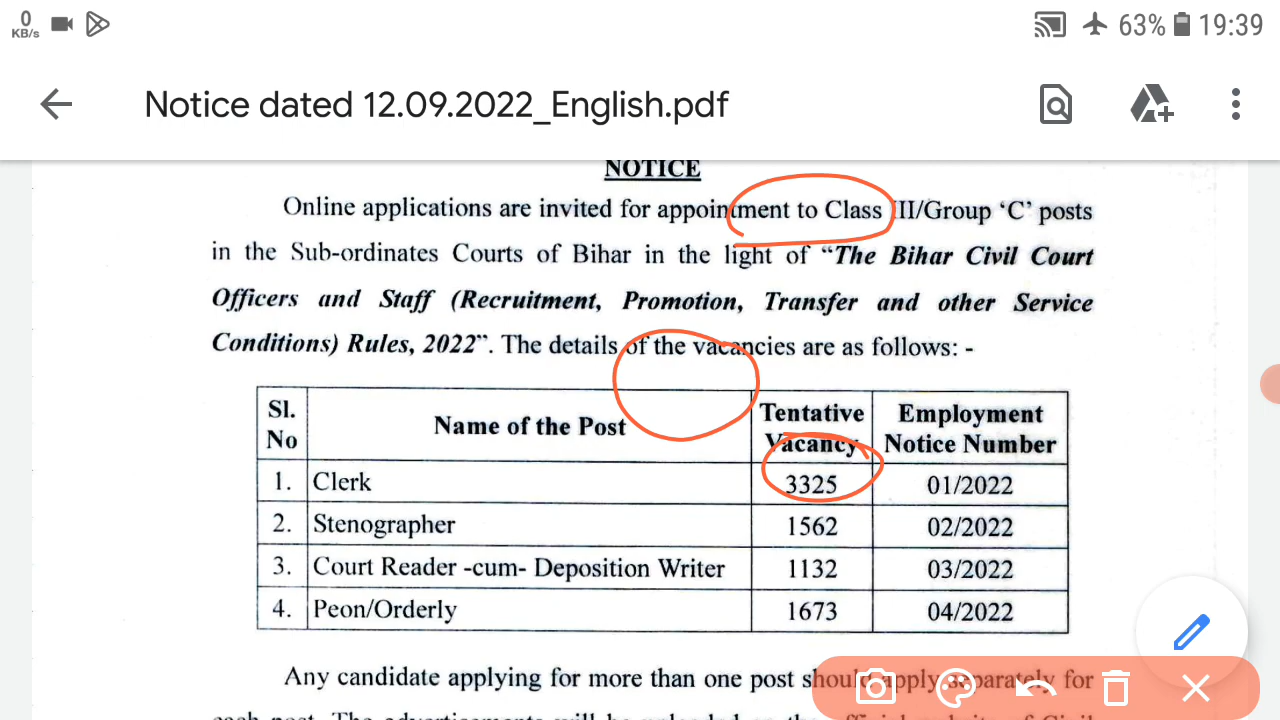 0
KB/s
63% 19:39
Notice dated 12.09.2022_English.pdf
NOTICE
Online applications are invited for appointment to Class III/Group ‘C’ posts
in the Sub-ordinates Courts of Bihar in the light of “The Bihar Civil Court
Officers and Staff (Recruitment, Promotion, Transfer and other Service
Conditions) Rules, 2022”. The details of the vacancies are as follows: -
Sl. No Name of the Post Tentative Vacancy Employment Notice Number
1. Clerk 3325 01/2022
2. Stenographer 1562 02/2022
3. Court Reader -cum- Deposition Writer 1132 03/2022
4. Peon/Orderly 1673 04/2022
Any candidate applying for more than one post should apply separately for